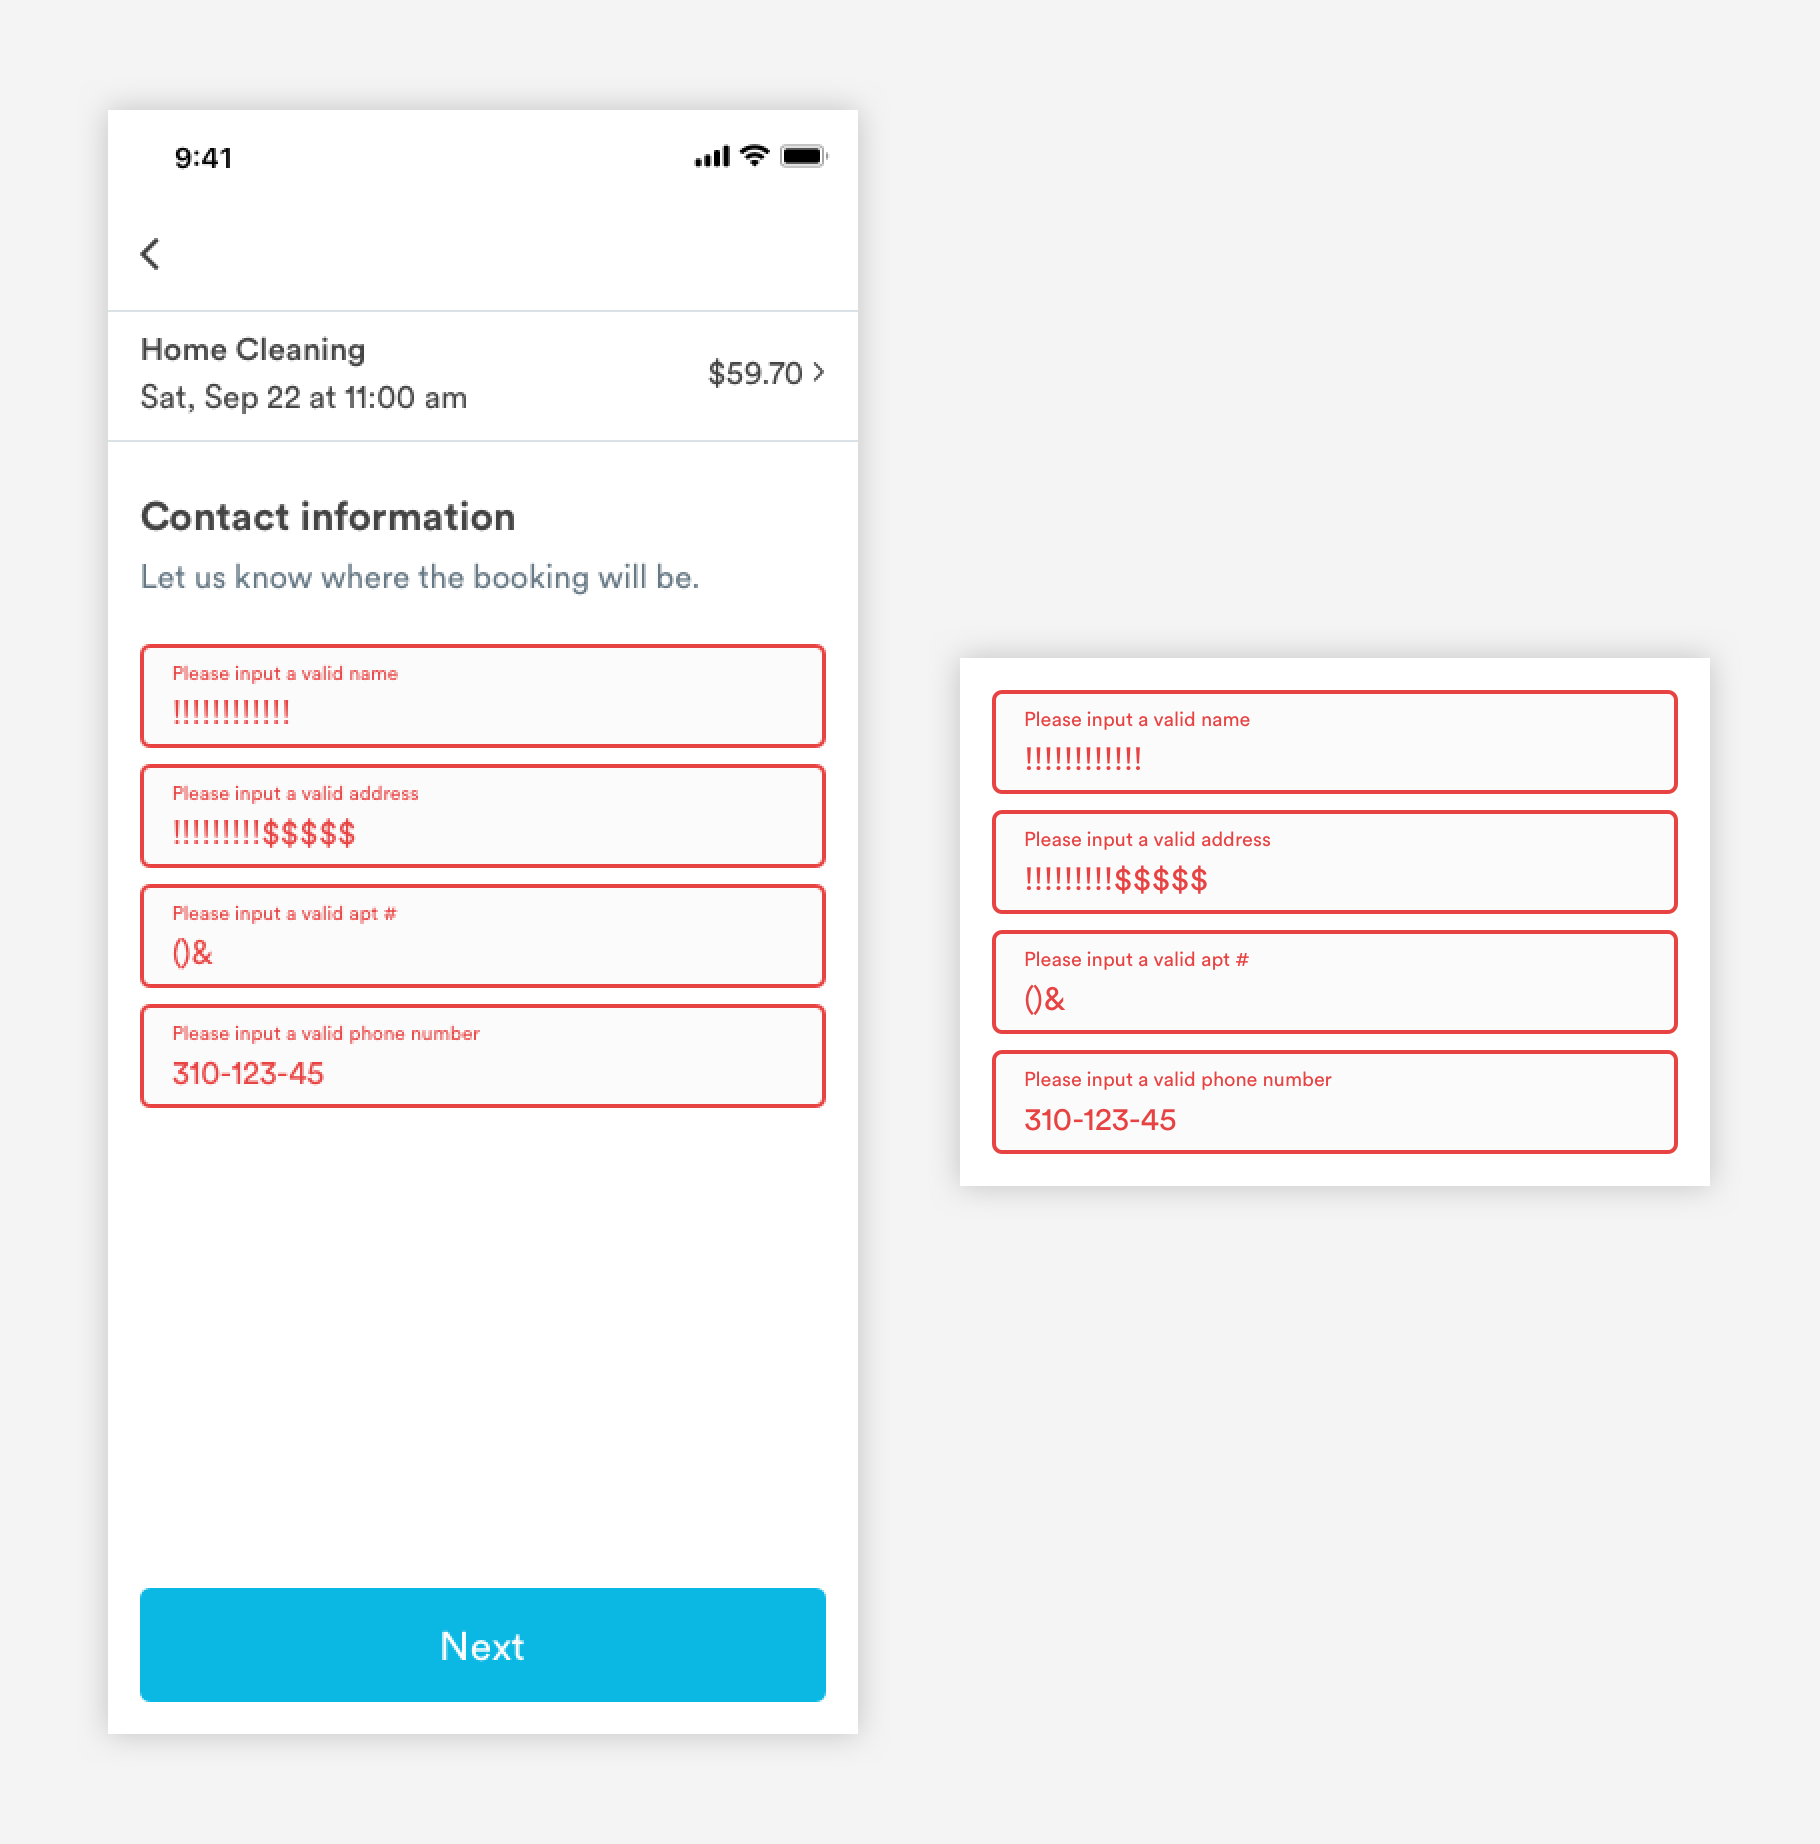 9:41
Home Cleaning
Sat, Sep 22 at 11:00 am
$59.70
Contact information
Let us know where the booking will be.
Please input a valid name
!!!!!!!!!!!!
Please input a valid address
!!!!!!!!!$$$$$
Please input a valid apt #
()&
Please input a valid phone number
310-123-45
Next
Please input a valid name
!!!!!!!!!!!!
Please input a valid address
!!!!!!!!!$$$$$
Please input a valid apt #
()&
Please input a valid phone number
310-123-45